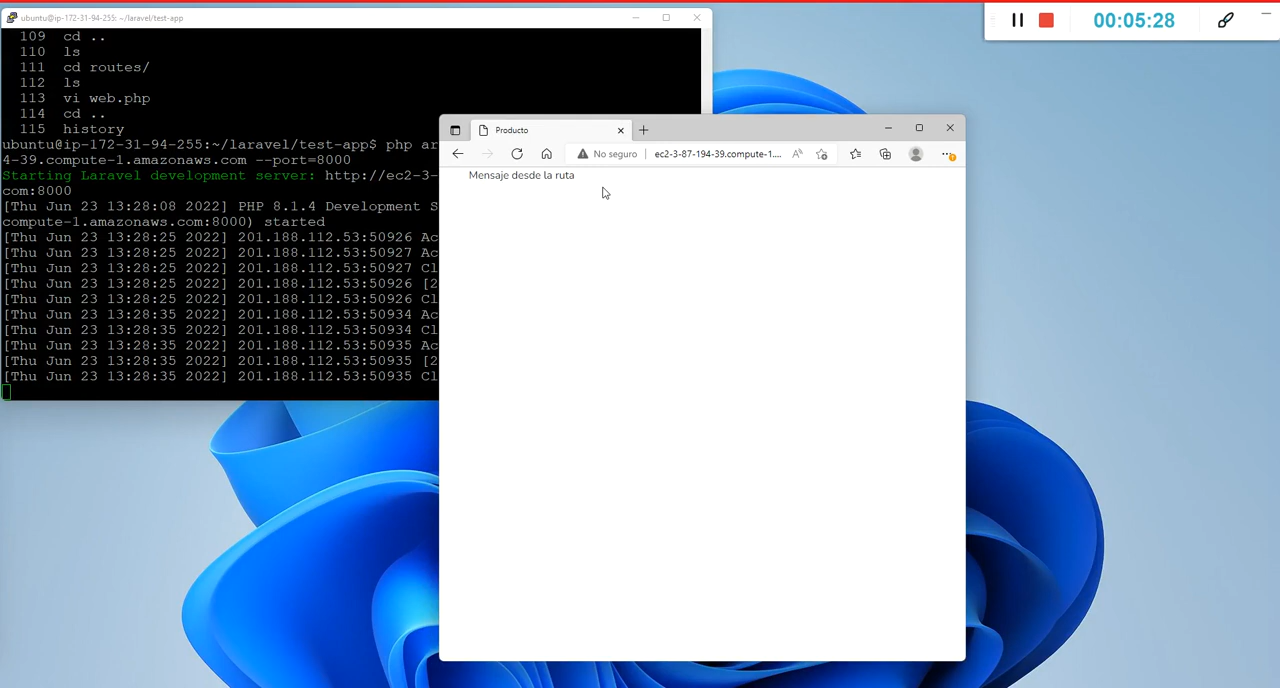 ubuntu@ip-172-31-94-255: ~/laravel/test-app
00:05:28
109 cd ..
110 ls
111 cd routes/
112 ls
113 vi web.php
114 cd ..
115 history
ubuntu@ip-172-31-94-255:~/laravel/test-app$ php ar
4-39.compute-1.amazonaws.com --port=8000
Starting Laravel development server: http://ec2-3-
com:8000
[Thu Jun 23 13:28:08 2022] PHP 8.1.4 Development S
compute-1.amazonaws.com:8000) started
[Thu Jun 23 13:28:25 2022] 201.188.112.53:50926 Ac
[Thu Jun 23 13:28:25 2022] 201.188.112.53:50927 Ac
[Thu Jun 23 13:28:25 2022] 201.188.112.53:50927 Cl
[Thu Jun 23 13:28:25 2022] 201.188.112.53:50926 [2
[Thu Jun 23 13:28:25 2022] 201.188.112.53:50926 Cl
[Thu Jun 23 13:28:35 2022] 201.188.112.53:50934 Ac
[Thu Jun 23 13:28:35 2022] 201.188.112.53:50934 Cl
[Thu Jun 23 13:28:35 2022] 201.188.112.53:50935 Ac
[Thu Jun 23 13:28:35 2022] 201.188.112.53:50935 [2
[Thu Jun 23 13:28:35 2022] 201.188.112.53:50935 Cl
Producto
No seguro ec2-3-87-194-39.compute-1....
Mensaje desde la ruta